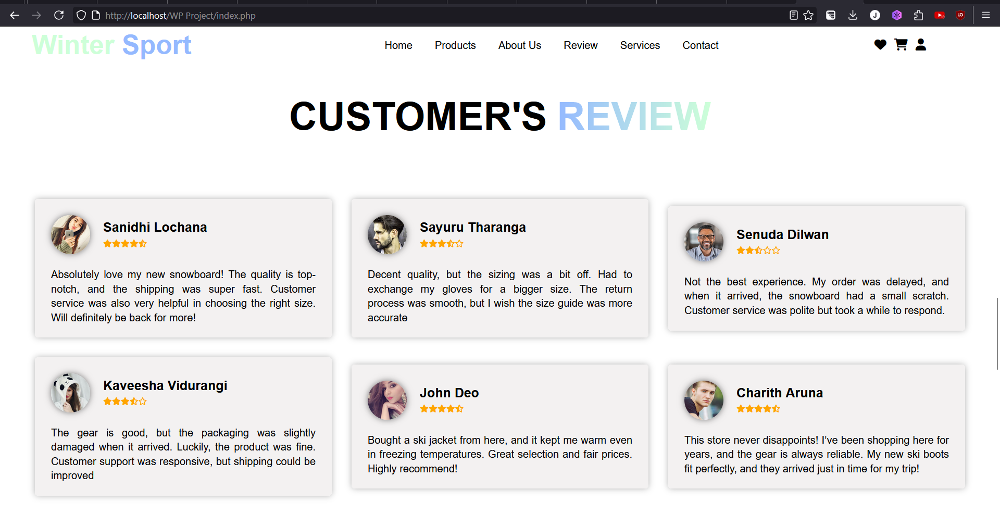 http://localhost/WP Project/index.php
Winter Sport
Home Products About Us Review Services Contact
CUSTOMER'S REVIEW
Sanidhi Lochana
Absolutely love my new snowboard! The quality is top-
notch, and the shipping was super fast. Customer
service was also very helpful in choosing the right size.
Will definitely be back for more!
Sayuru Tharanga
Decent quality, but the sizing was a bit off. Had to
exchange my gloves for a bigger size. The return
process was smooth, but I wish the size guide was more
accurate
Senuda Dilwan
Not the best experience. My order was delayed, and
when it arrived, the snowboard had a small scratch.
Customer service was polite but took a while to respond.
Kaveesha Vidurangi
The gear is good, but the packaging was slightly
damaged when it arrived. Luckily, the product was fine.
Customer support was responsive, but shipping could be
improved
John Deo
Bought a ski jacket from here, and it kept me warm even
in freezing temperatures. Great selection and fair prices.
Highly recommend!
Charith Aruna
This store never disappoints! I’ve been shopping here for
years, and the gear is always reliable. My new ski boots
fit perfectly, and they arrived just in time for my trip!